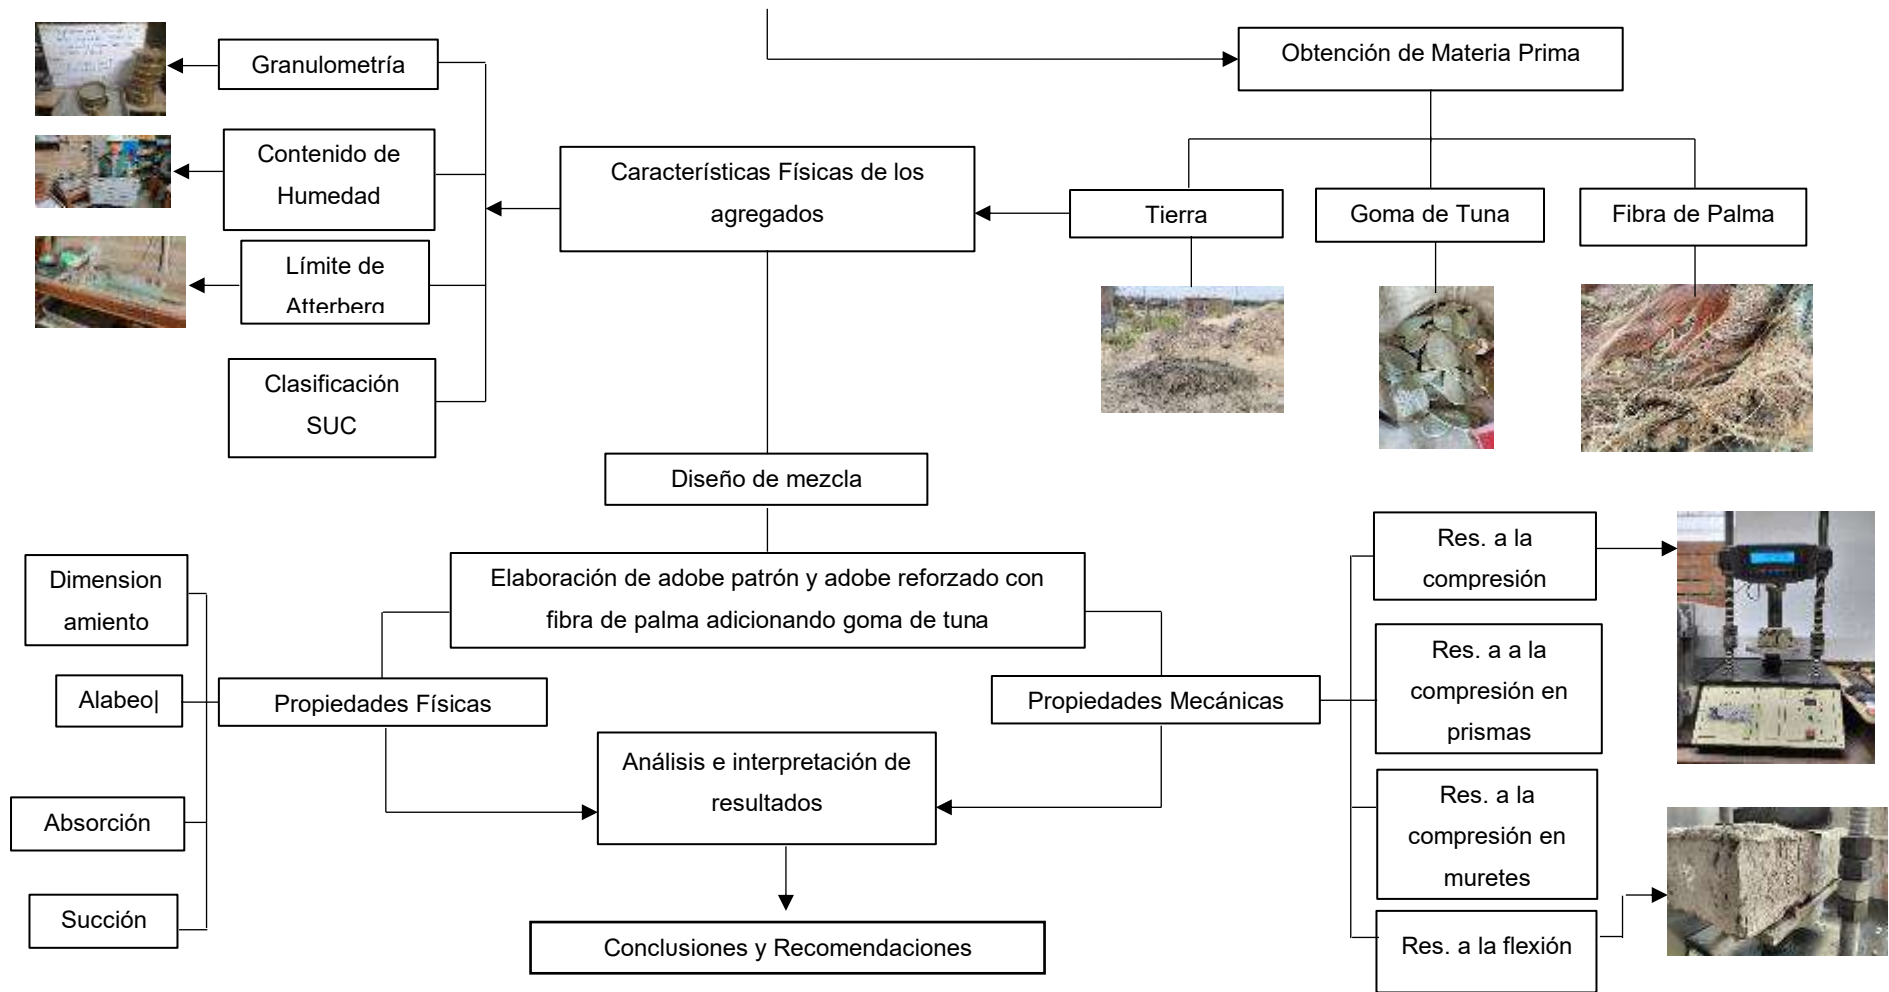 Obtención de Materia Prima
Tierra
Goma de Tuna
Fibra de Palma
Características Físicas de los
agregados
Granulometría
Contenido de
Humedad
Límite de
Atterberg
Clasificación
SUC
Diseño de mezcla
Elaboración de adobe patrón y adobe reforzado con
fibra de palma adicionando goma de tuna
Propiedades Físicas
Dimension
amiento
Alabeo|
Absorción
Succión
Propiedades Mecánicas
Res. a la
compresión
Res. a a la
compresión en
prismas
Res. a la
compresión en
muretes
Res. a la flexión
Análisis e interpretación de
resultados
Conclusiones y Recomendaciones